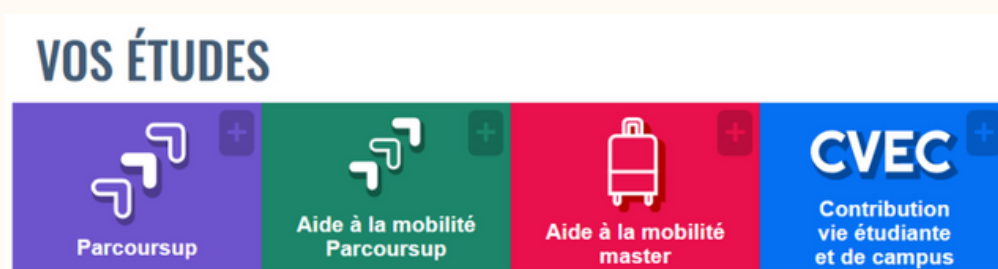 VOS ÉTUDES
Parcoursup
Aide à la mobilité
Parcoursup
Aide à la mobilité
master
CVEC
Contribution
vie étudiante
et de campus